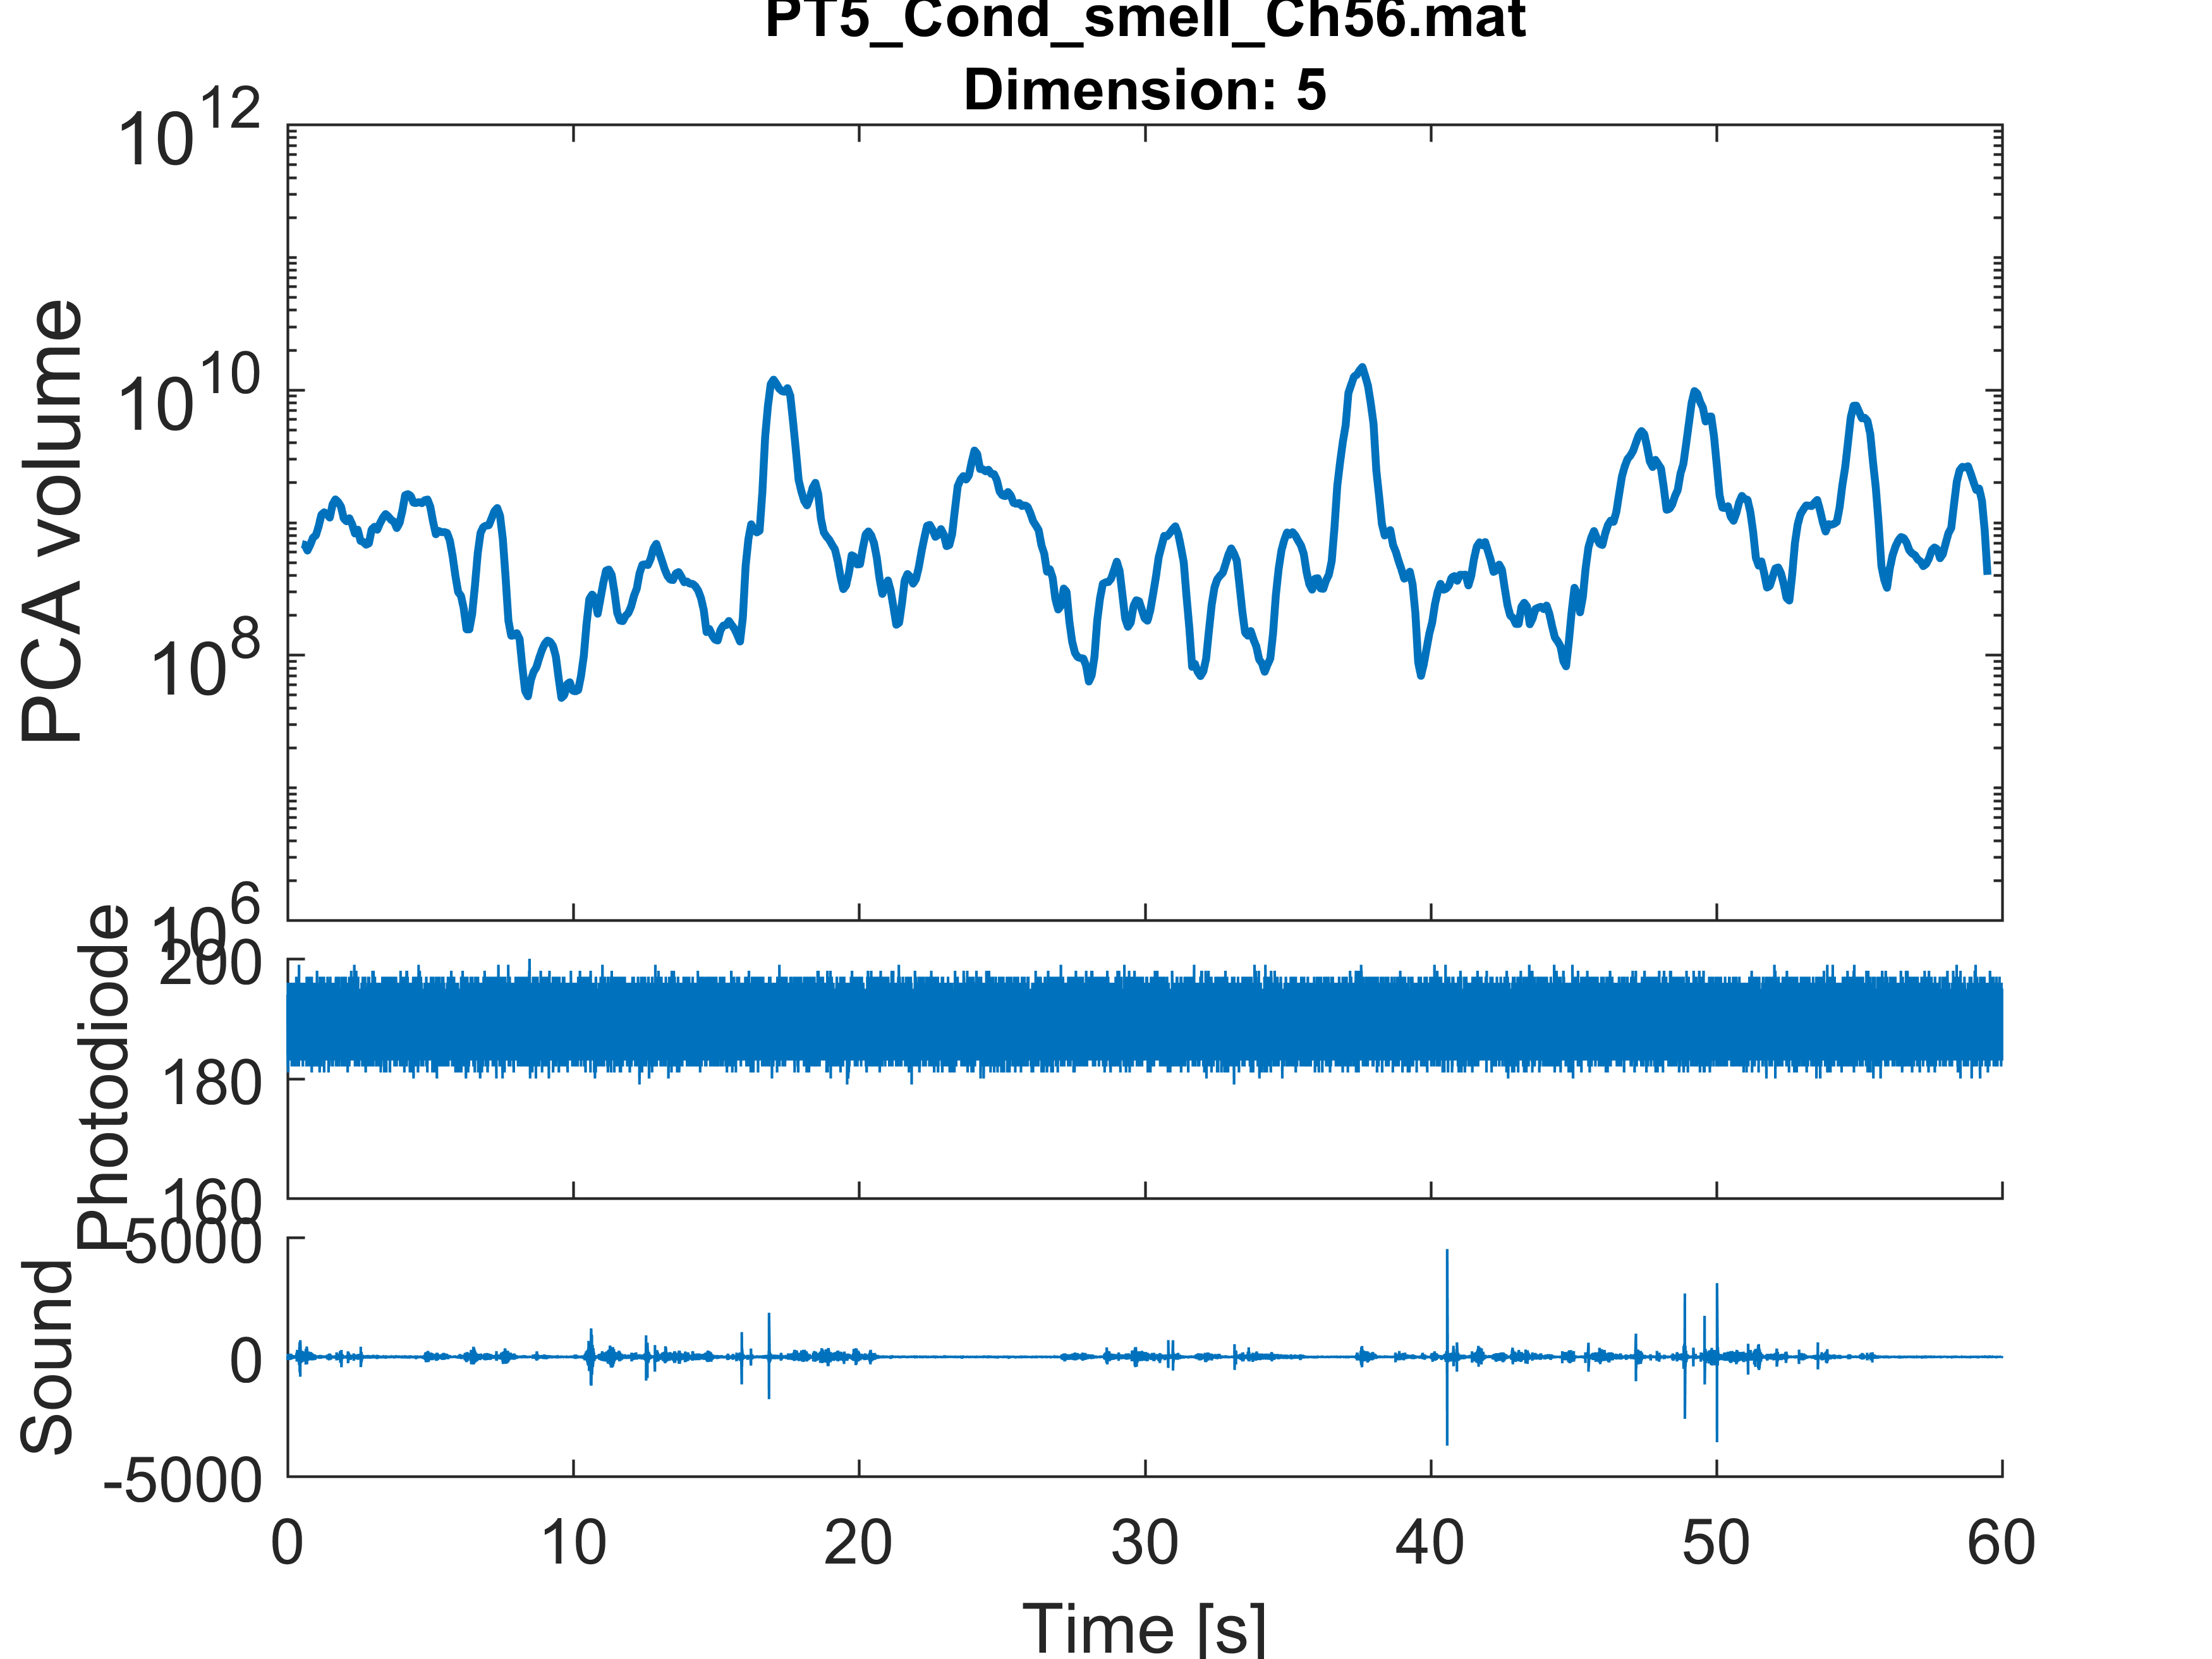 PT5_Cond_smell_Ch56.mat
Dimension: 5
10^12
10^10
10^8
10^6
PCA volume
200
180
160
Photodiode
5000
0
-5000
Sound
0 10 20 30 40 50 60
Time [s]